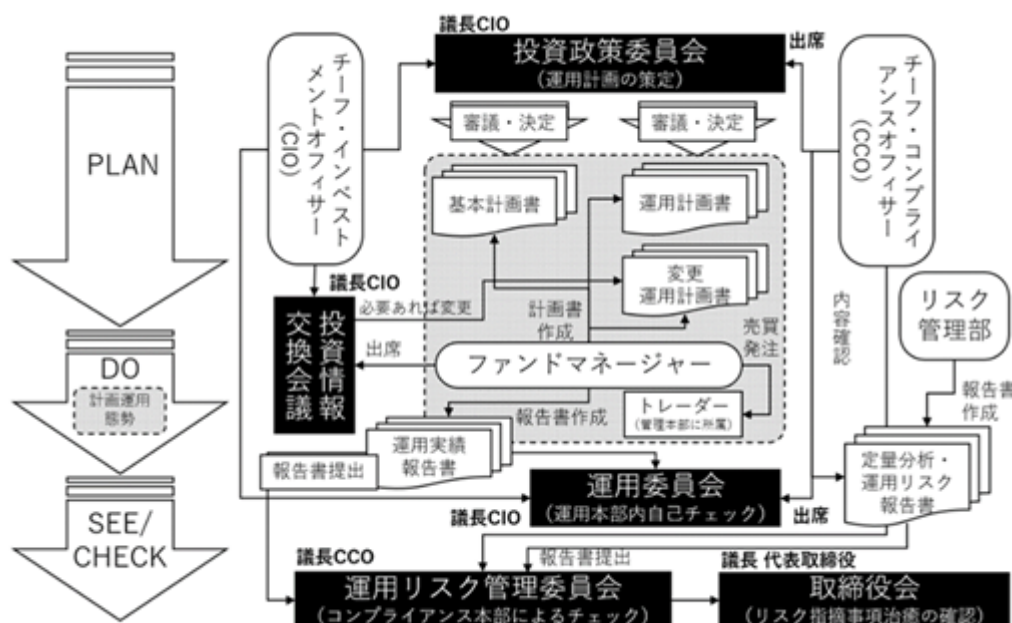 議長CIO
投資政策委員会
(運用計画の策定)
出席
チーフ・インベスト
メントオフィサー
(CIO)
チーフ・コンプライ
アンスオフィサー
(CCO)
PLAN
審議・決定
審議・決定
基本計画書
運用計画書
変更
運用計画書
議長CIO
必要あれば変更
投資情報
交換会議
計画書
作成
売買
発注
内容確認
リスク
管理部
DO
計画運用
態勢
出席
ファンドマネージャー
報告書作成
トレーダー
(管理本部に所属)
報告書
作成
運用実績
報告書
報告書提出
定量分析・
運用リスク
報告書
SEE/
CHECK
運用委員会
(運用本部内自己チェック)
議長CIO
出席
議長CCO
報告書提出
議長 代表取締役
運用リスク管理委員会
(コンプライアンス本部によるチェック)
取締役会
(リスク指摘事項治癒の確認)